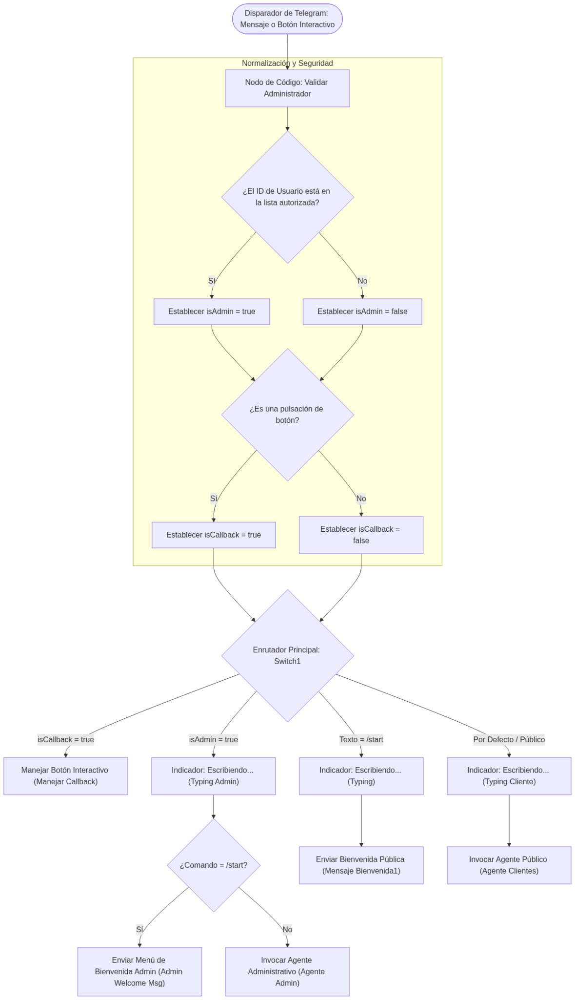 Disparador de Telegram:
Mensaje o Botón Interactivo
Normalización y Seguridad
Nodo de Código: Validar
Administrador
¿El ID de Usuario está en
la lista autorizada?
Sí
No
Establecer isAdmin = true
Establecer isAdmin = false
¿Es una pulsación de
botón?
Sí
No
Establecer isCallback = true
Establecer isCallback =
false
Enrutador Principal:
Switch1
isCallback = true
isAdmin = true
Texto = /start
Por Defecto / Público
Manejar Botón Interactivo
(Manejar Callback)
Indicador: Escribiendo...
(Typing Admin)
Indicador: Escribiendo...
(Typing)
Indicador: Escribiendo...
(Typing Cliente)
¿Comando = /start?
Enviar Bienvenida Pública
(Mensaje Bienvenida1)
Invocar Agente Público
(Agente Clientes)
Sí
No
Enviar Menú de
Bienvenida Admin (Admin
Welcome Msg)
Invocar Agente
Administrativo (Agente
Admin)